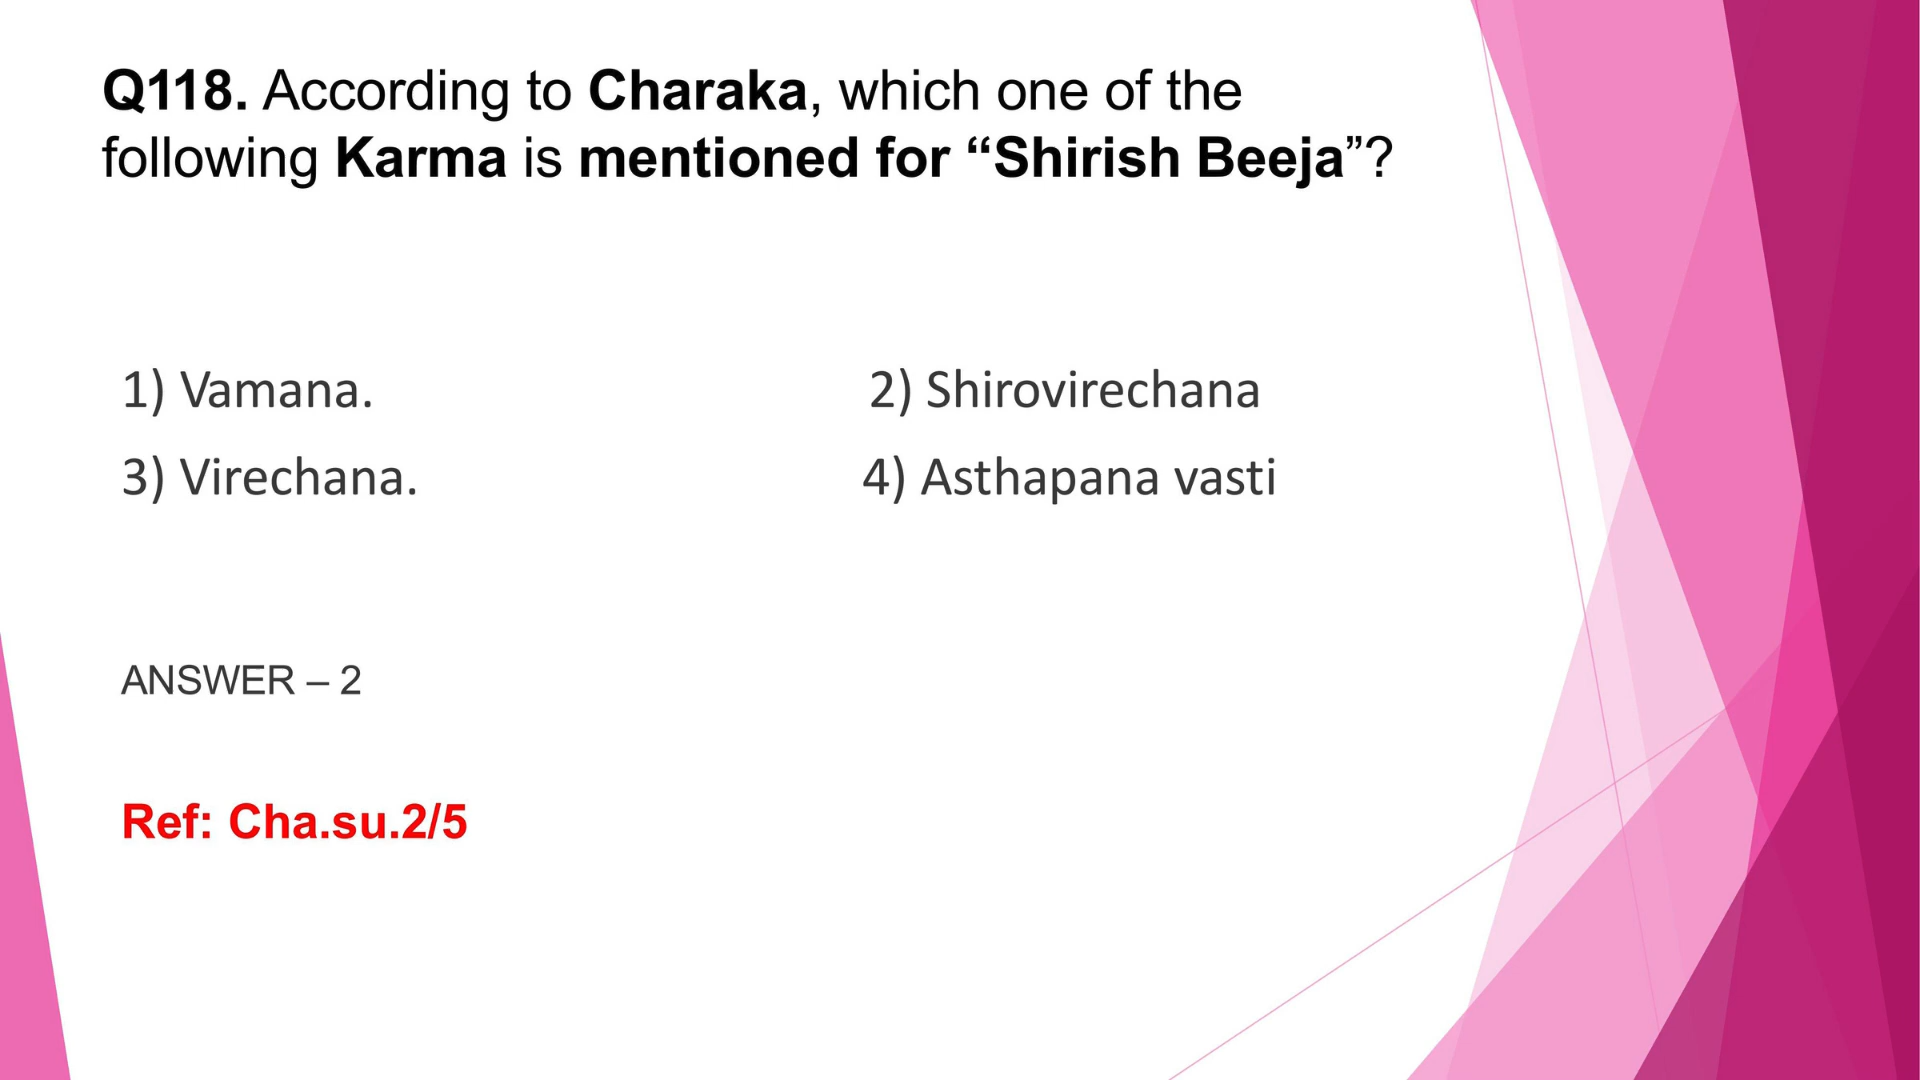 Q118. According to Charaka, which one of the
following Karma is mentioned for “Shirish Beeja”?
1) Vamana. 2) Shirovirechana
3) Virechana. 4) Asthapana vasti
ANSWER – 2
Ref: Cha.su.2/5